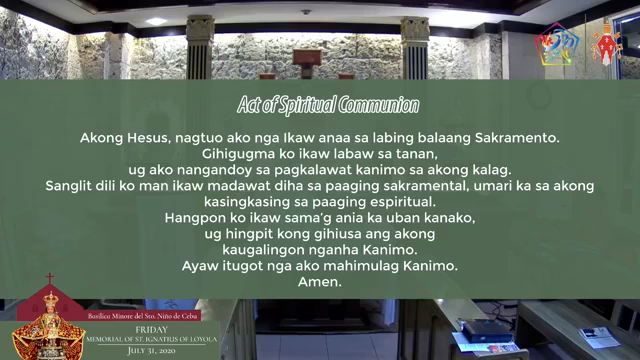 Act of Spiritual Communion
Akong Hesus, nagtuo ako nga Ikaw anaa sa labing balaang Sakramento.
Gihigugma ko ikaw labaw sa tanan,
ug ako nangandoy sa pagkalawat kanimo sa akong kalag.
Sanglit dili ko man ikaw madawat diha sa paaging sakramental, umari ka sa akong
kasingkasing sa paaging espiritual.
Hangpon ko ikaw sama'g ania ka uban kanako,
ug hingpit kong gihiusa ang akong
kaugalingon nganha Kanimo.
Ayaw itugot nga ako mahimulag Kanimo.
Amen.
Basilica Minore del Sto. Niño de Cebu
FRIDAY
MEMORIAL OF ST. IGNATIUS OF LOYOLA
JULY 31, 2020